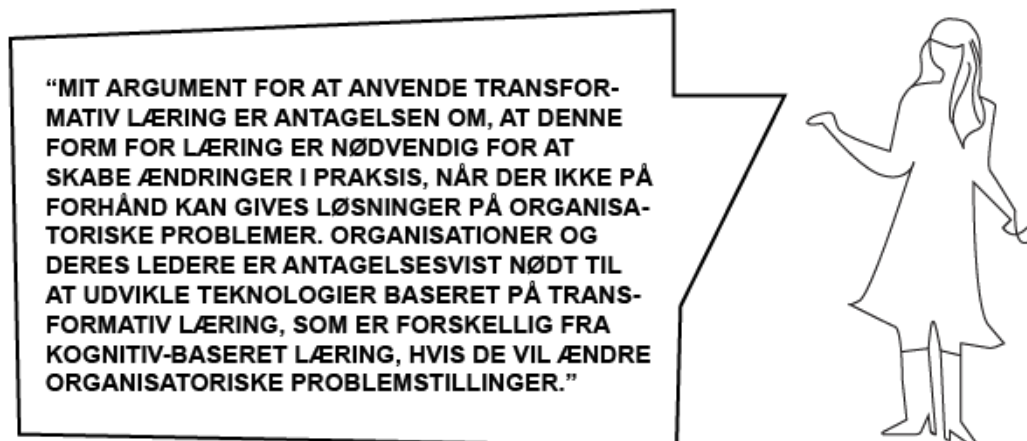 “MIT ARGUMENT FOR AT ANVENDE TRANSFOR-
MATIV LÆRING ER ANTAGELSEN OM, AT DENNE
FORM FOR LÆRING ER NØDVENDIG FOR AT
SKABE ÆNDRINGER I PRAKSIS, NÅR DER IKKE PÅ
FORHÅND KAN GIVES LØSNINGER PÅ ORGANISA-
TORISKE PROBLEMER. ORGANISATIONER OG
DERES LEDERE ER ANTAGELSESVIST NØDT TIL
AT UDVIKLE TEKNOLOGIER BASERET PÅ TRANS-
FORMATIV LÆRING, SOM ER FORSKELLIG FRA
KOGNITIV-BASERET LÆRING, HVIS DE VIL ÆNDRE
ORGANISATORISKE PROBLEMSTILLINGER.”